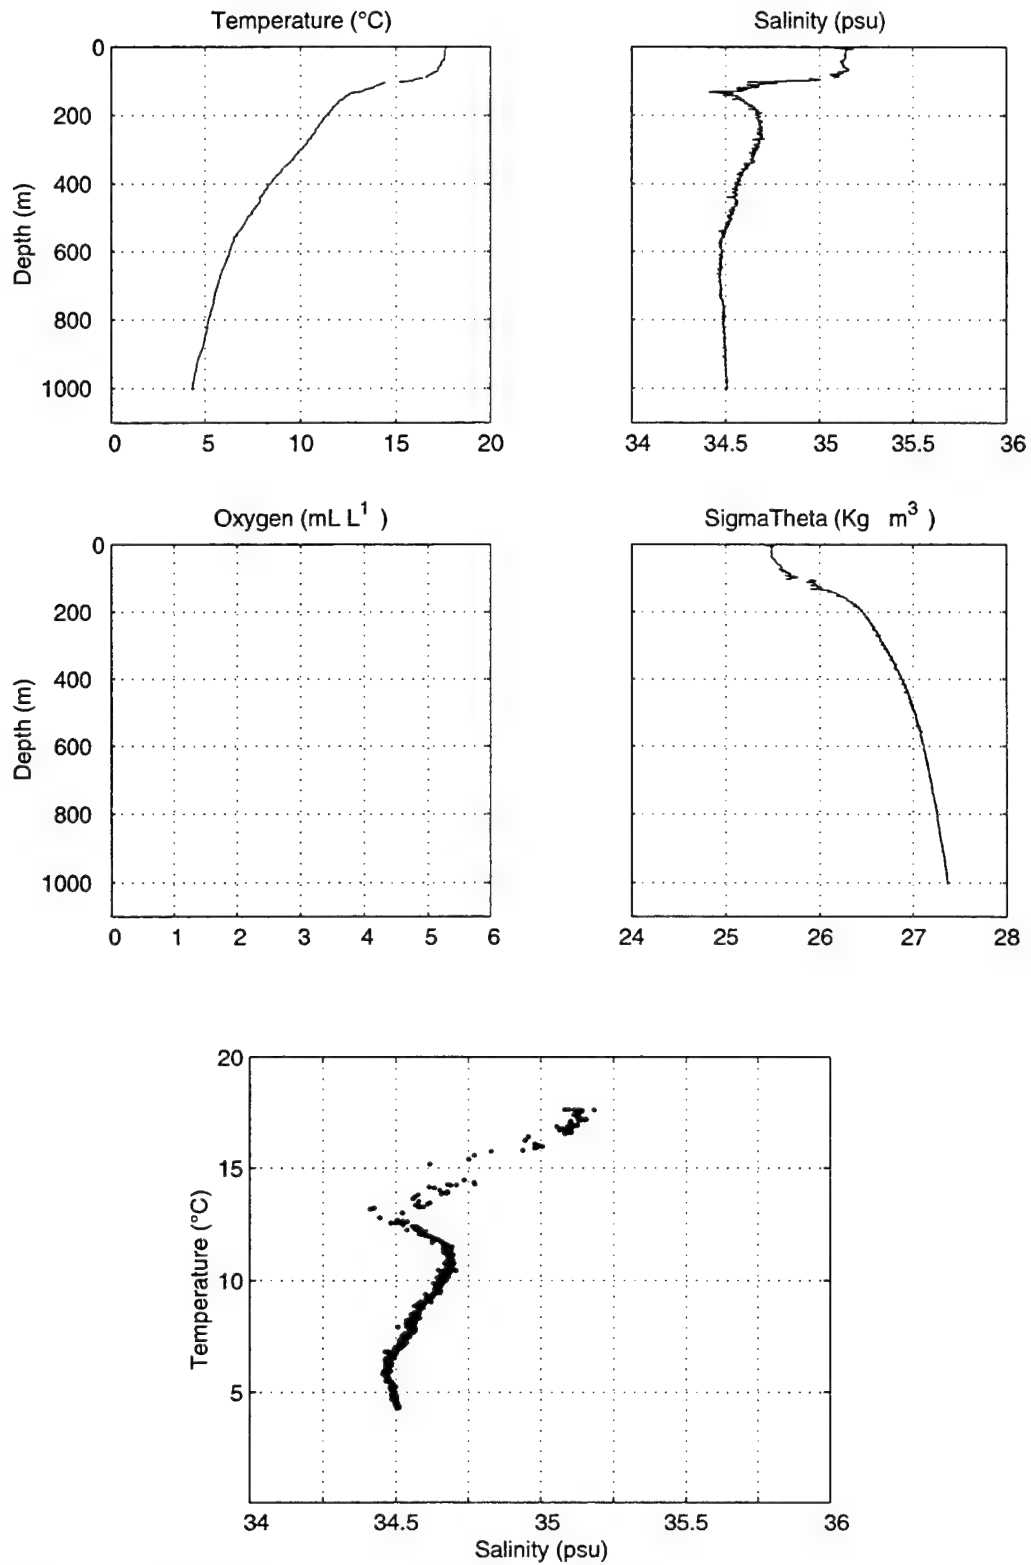 Temperature (°C)
0
200
400
600
800
1000
Depth (m)
0 5 10 15 20
Salinity (psu)
34 34.5 35 35.5 36
Oxygen (mL L1 )
0
200
400
600
800
1000
Depth (m)
0 1 2 3 4 5 6
SigmaTheta (Kg m3 )
24 25 26 27 28
20
15
10
5
Temperature (°C)
34 34.5 35 35.5 36
Salinity (psu)